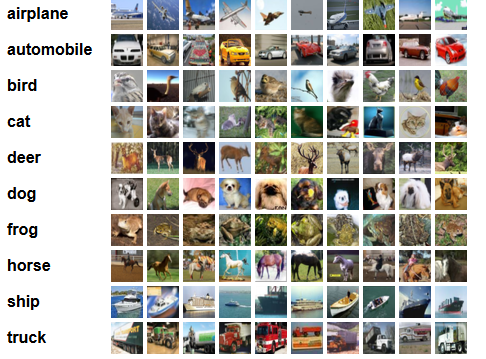 airplane
automobile
bird
cat
deer
dog
frog
horse
ship
truck